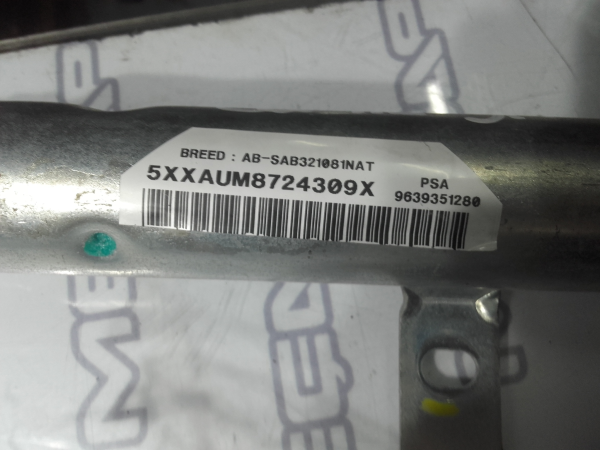 BREED : AB-SAB321081NAT
5XXAUM8724309X
PSA
9639351280